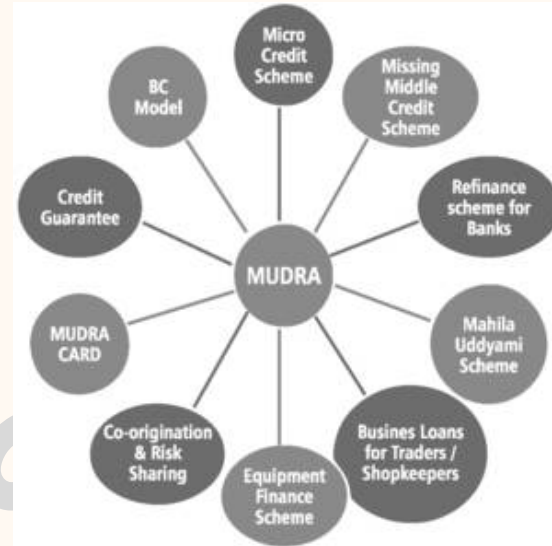 Micro
Credit
Scheme
Missing
Middle
Credit
Scheme
Refinance
scheme for
Banks
Mahila
Uddyami
Scheme
Busines Loans
for Traders /
Shopkeepers
Equipment
Finance
Scheme
Co-origination
& Risk
Sharing
MUDRA
CARD
Credit
Guarantee
BC
Model
MUDRA